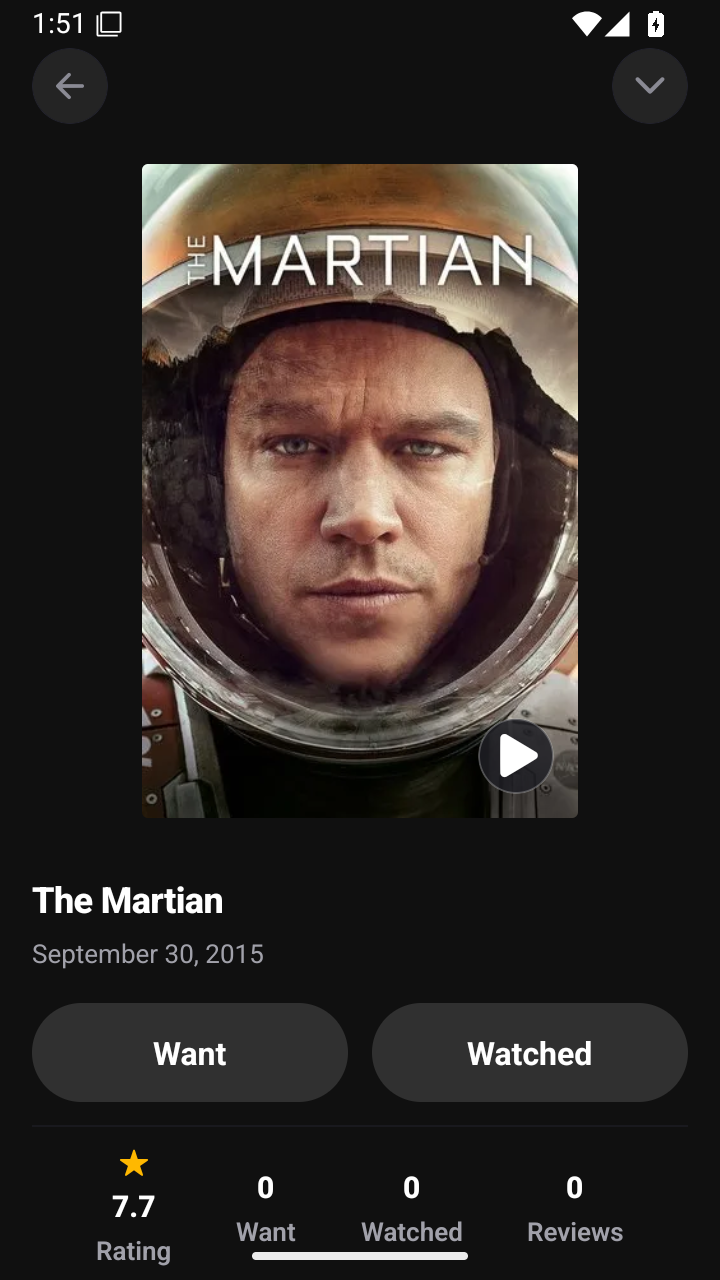 1:51
THE MARTIAN
The Martian
September 30, 2015
Want
Watched
7.7
Rating
0
Want
0
Watched
0
Reviews